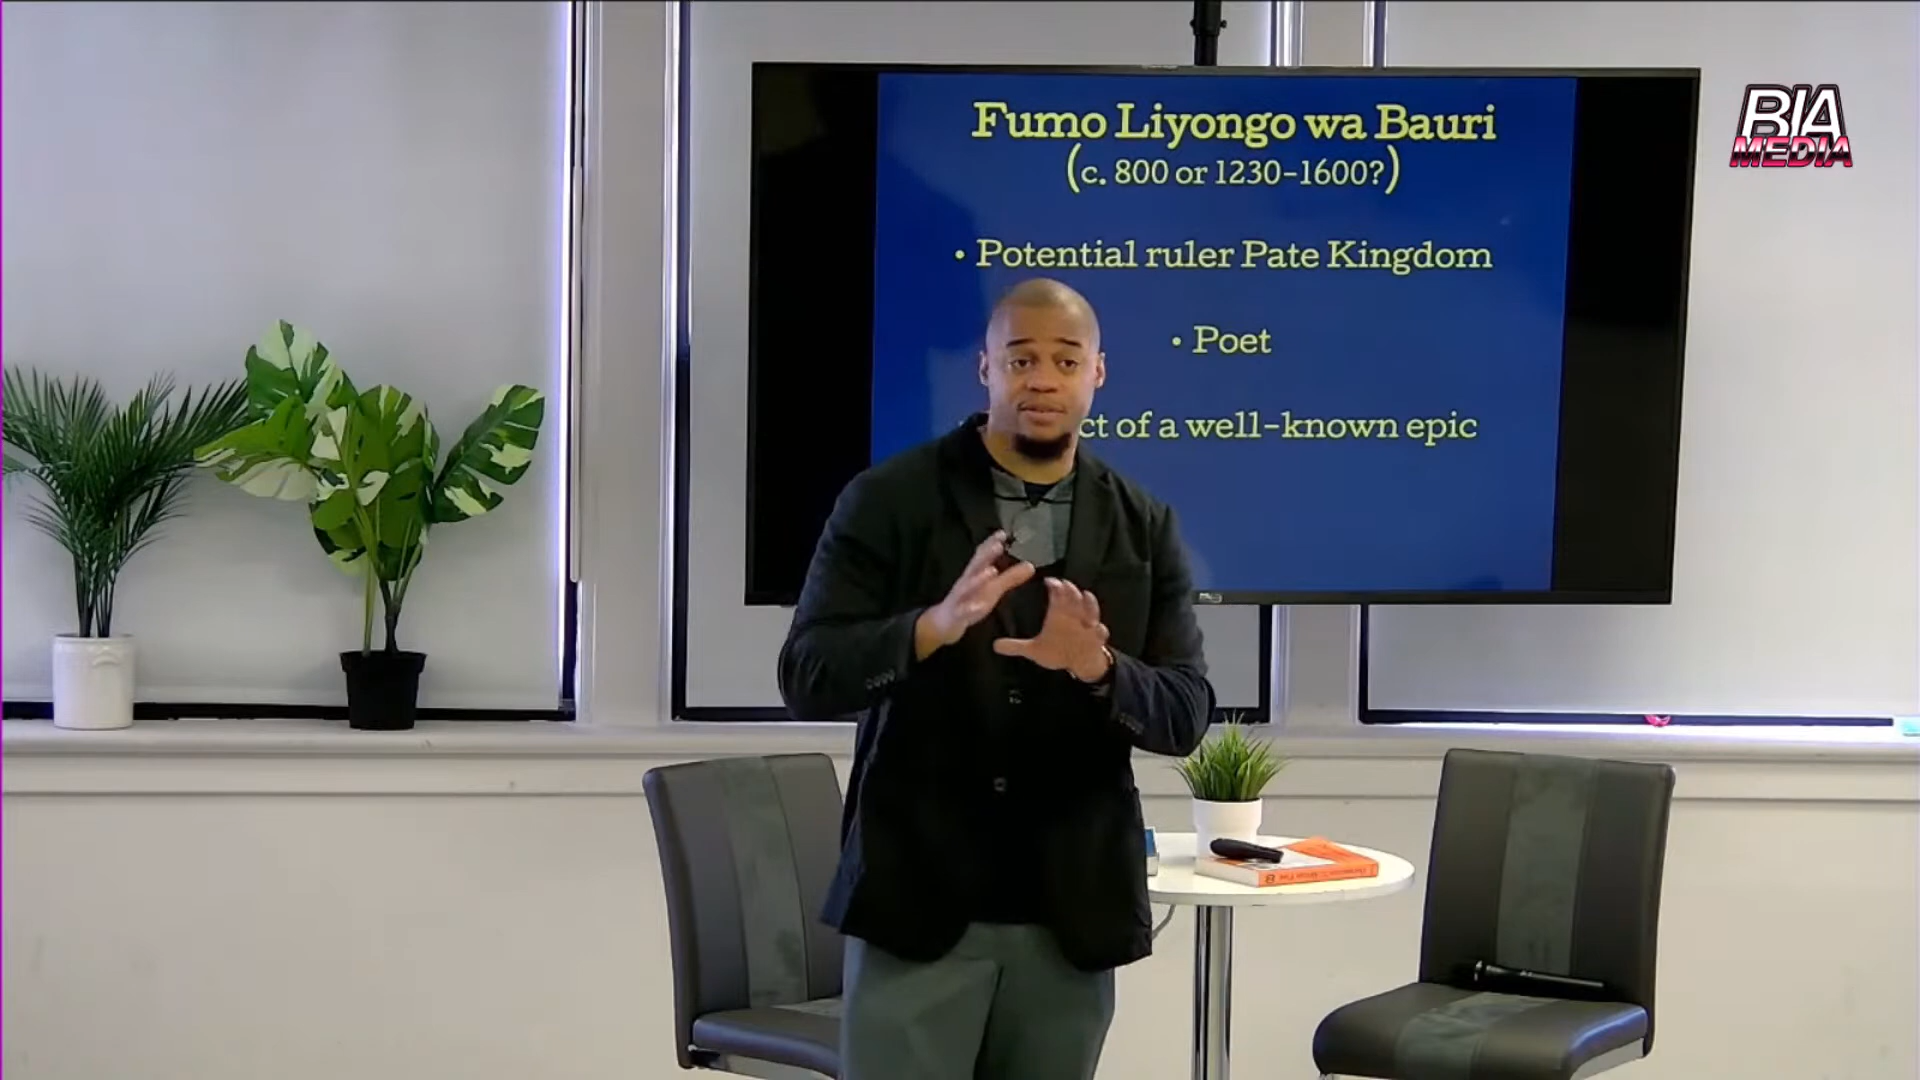 Fumo Liyongo wa Bauri
(c. 800 or 1230-1600?)
• Potential ruler Pate Kingdom
• Poet
ct of a well-known epic
BIA
MEDIA